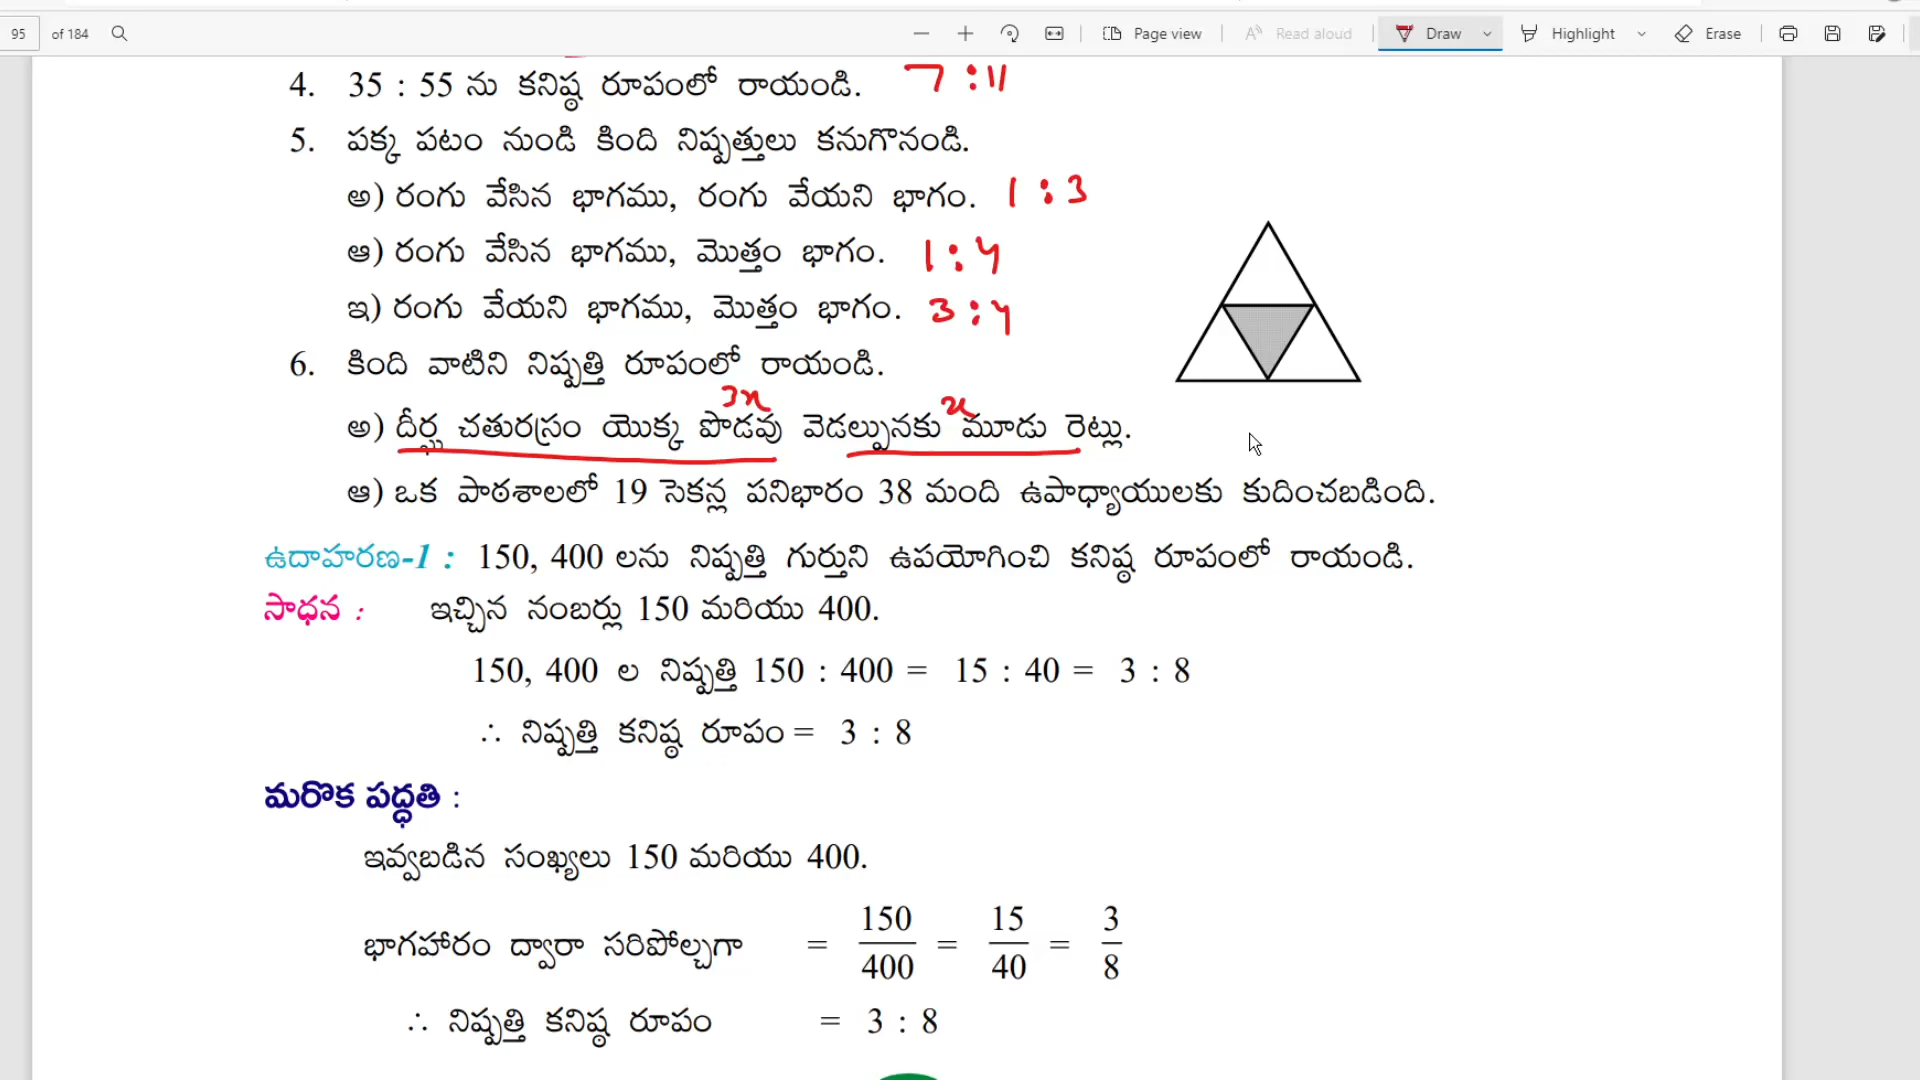 95 of 184 Page view Read aloud Draw Highlight Erase
4. 35 : 55 ను కనిష్ఠ రూపంలో రాయండి. 7 : 11
5. పక్క పటం నుండి కింది నిష్పత్తులు కనుగొనండి.
అ) రంగు వేసిన భాగము, రంగు వేయని భాగం. 1 : 3
ఆ) రంగు వేసిన భాగము, మొత్తం భాగం. 1 : 4
ఇ) రంగు వేయని భాగము, మొత్తం భాగం. 3 : 4
6. కింది వాటిని నిష్పత్తి రూపంలో రాయండి.
3x x
అ) దీర్ఘ చతురస్రం యొక్క పొడవు వెడల్పునకు మూడు రెట్లు.
ఆ) ఒక పాఠశాలలో 19 సెకన్ల పనిభారం 38 మంది ఉపాధ్యాయులకు కుదించబడింది.
ఉదాహరణ-1 : 150, 400 లను నిష్పత్తి గుర్తుని ఉపయోగించి కనిష్ఠ రూపంలో రాయండి.
సాధన : ఇచ్చిన నంబర్లు 150 మరియు 400.
150, 400 ల నిష్పత్తి 150 : 400 = 15 : 40 = 3 : 8
∴ నిష్పత్తి కనిష్ఠ రూపం = 3 : 8
మరొక పద్ధతి :
ఇవ్వబడిన సంఖ్యలు 150 మరియు 400.
భాగహారం ద్వారా సరిపోల్చగా = 150/400 = 15/40 = 3/8
∴ నిష్పత్తి కనిష్ఠ రూపం = 3 : 8